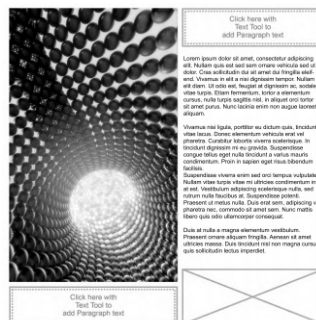 Click here with
Text Tool to
add Paragraph text
Lorem ipsum dolor sit amet, consectetur adipiscing
elit. Nullam quis est sed sem ornare vehicula sed ut
dolor. Cras sollicitudin dui sit amet dui fringilla eleif-
end. Vivamus in elit a nisi dignissim tempor. Nullam
elit diam. Ut odio est, feugiat at dignissim ac, sodales
vitae turpis. Etiam fermentum, tortor a elementum
cursus, nulla turpis sagittis nisl, in aliquet orci tortor
sit amet purus. Nunc lacinia enim non augue laoreet
aliquam.
Vivamus nisi ligula, porttitor eu dictum quis, tincidunt
vitae lacus. Donec elementum vehicula erat vel
pharetra. Curabitur lobortis viverra scelerisque. In
tincidunt dignissim mi eu gravida. Suspendisse
congue tellus eget nulla tincidunt a varius mauris
condimentum. Proin in sapien eget risus bibendum
facilisis.
Suspendisse viverra enim sed orci tempus vulputate.
Nullam vitae turpis vitae mi ultricies condimentum in
at est. Vestibulum adipiscing scelerisque nulla, sed
rutrum nulla faucibus at. Suspendisse potenti.
Praesent ut metus nulla. Duis erat sem, adipiscing v
pharetra nec, commodo sit amet sem. Nunc mattis
libero quis odio ullamcorper consequat.
Duis at nulla a magna elementum vestibulum.
Praesent ornare aliquam fringilla. Aenean sit amet
ultricies massa. Duis tincidunt nisl non magna cursus
quis sollicitudin lectus imperdiet.
Click here with
Text Tool to
add Paragraph text